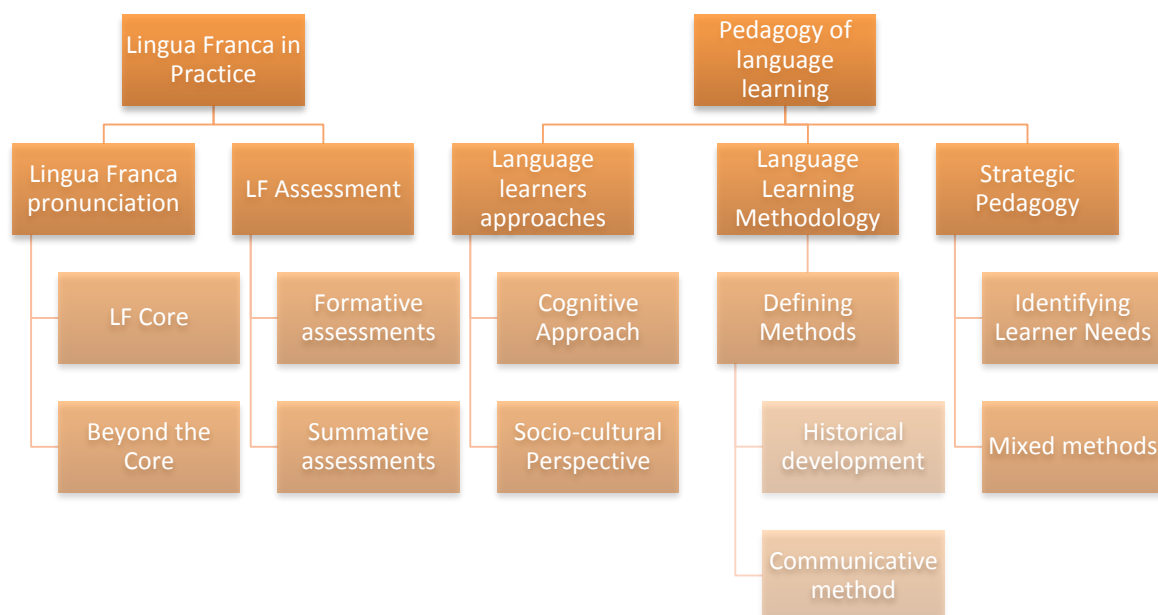 Lingua Franca in
Practice
Pedagogy of
language
learning
Lingua Franca
pronunciation
LF Assessment
Language
learners
approaches
Language
Learning
Methodology
Strategic
Pedagogy
LF Core
Formative
assessments
Cognitive
Approach
Defining
Methods
Identifying
Learner Needs
Beyond the
Core
Summative
assessments
Socio-cultural
Perspective
Historical
development
Mixed methods
Communicative
method